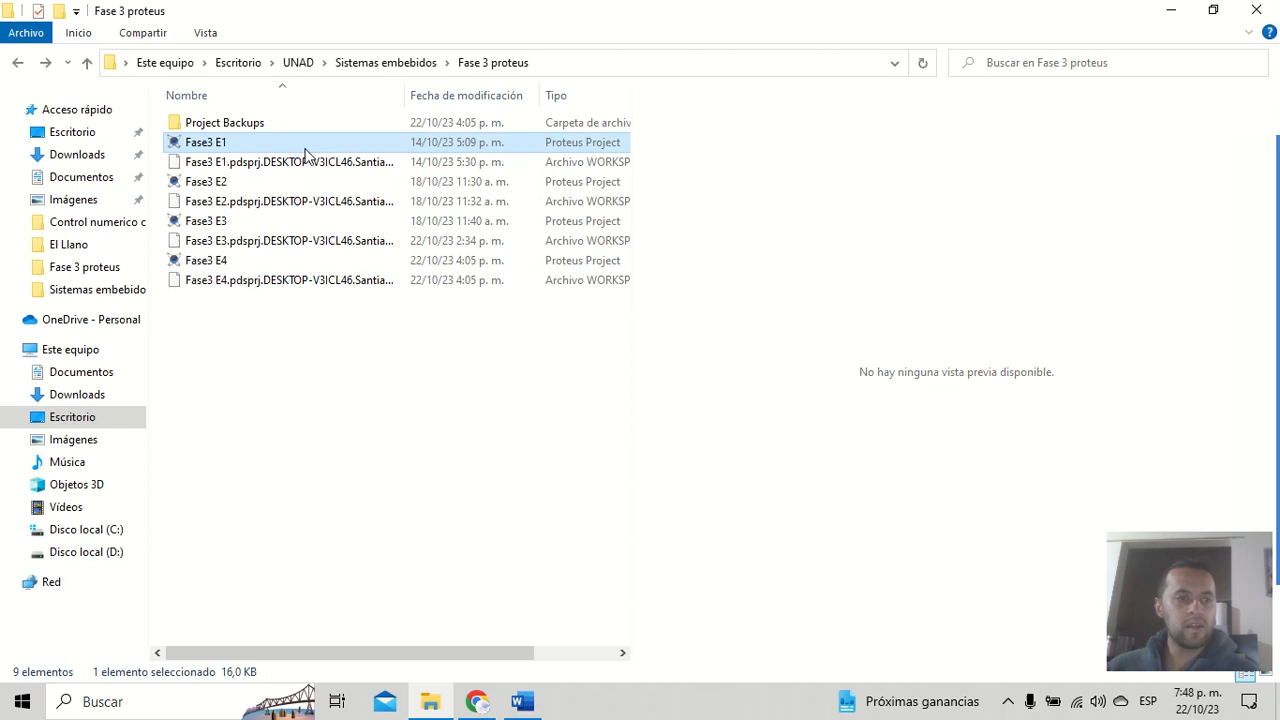 Fase 3 proteus
Archivo Inicio Compartir Vista
Este equipo > Escritorio > UNAD > Sistemas embebidos > Fase 3 proteus
Buscar en Fase 3 proteus
Nombre Fecha de modificación Tipo
Project Backups 22/10/23 4:05 p. m. Carpeta de archiv
Fase3 E1 14/10/23 5:09 p. m. Proteus Project
Fase3 E1.pdsprj.DESKTOP-V3ICL46.Santia... 14/10/23 5:30 p. m. Archivo WORKSP
Fase3 E2 18/10/23 11:30 a. m. Proteus Project
Fase3 E2.pdsprj.DESKTOP-V3ICL46.Santia... 18/10/23 11:32 a. m. Archivo WORKSP
Fase3 E3 18/10/23 11:40 a. m. Proteus Project
Fase3 E3.pdsprj.DESKTOP-V3ICL46.Santia... 22/10/23 2:34 p. m. Archivo WORKSP
Fase3 E4 22/10/23 4:05 p. m. Proteus Project
Fase3 E4.pdsprj.DESKTOP-V3ICL46.Santia... 22/10/23 4:05 p. m. Archivo WORKSP
Acceso rápido
Escritorio
Downloads
Documentos
Imágenes
Control numerico c
El Llano
Fase 3 proteus
Sistemas embebido
OneDrive - Personal
Este equipo
Documentos
Downloads
Escritorio
Imágenes
Música
Objetos 3D
Vídeos
Disco local (C:)
Disco local (D:)
Red
No hay ninguna vista previa disponible.
9 elementos 1 elemento seleccionado 16,0 KB
Buscar
Próximas ganancias
ESP
7:48 p. m.
22/10/23